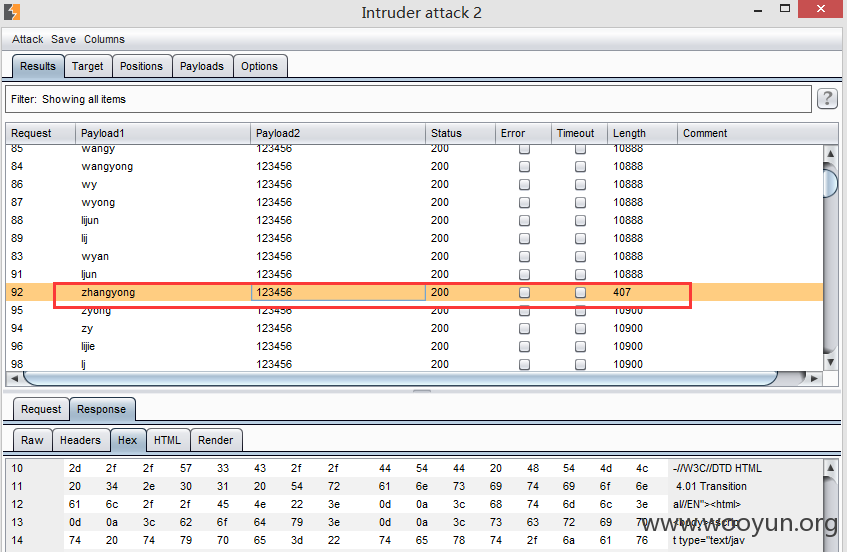 Intruder attack 2
Attack Save Columns
Results Target Positions Payloads Options
Filter: Showing all items ?
Request Payload1 Payload2 Status Error Timeout Length Comment
85 wangy 123456 200 10888
84 wangyong 123456 200 10888
86 wy 123456 200 10888
87 wyong 123456 200 10888
88 lijun 123456 200 10888
89 lij 123456 200 10888
83 wyan 123456 200 10888
91 ljun 123456 200 10888
92 zhangyong 123456 200 407
95 zyong 123456 200 10900
94 zy 123456 200 10900
96 lijie 123456 200 10900
98 lj 123456 200 10900
Request Response
Raw Headers Hex HTML Render
10 2d 2f 2f 57 33 43 2f 2f 44 54 44 20 48 54 4d 4c -//W3C//DTD HTML
11 20 34 2e 30 31 20 54 72 61 6e 73 69 74 69 6f 6e 4.01 Transition
12 61 6c 2f 2f 45 4e 22 3e 0d 0a 3c 68 74 6d 6c 3e al//EN"><html>
13 0d 0a 3c 62 6f 64 79 3e 0d 0a 3c 73 63 72 69 70 <body><scrip
14 74 20 74 79 70 65 3d 22 74 65 78 74 2f 6a 61 76 t type="text/jav
www.wooyun.org